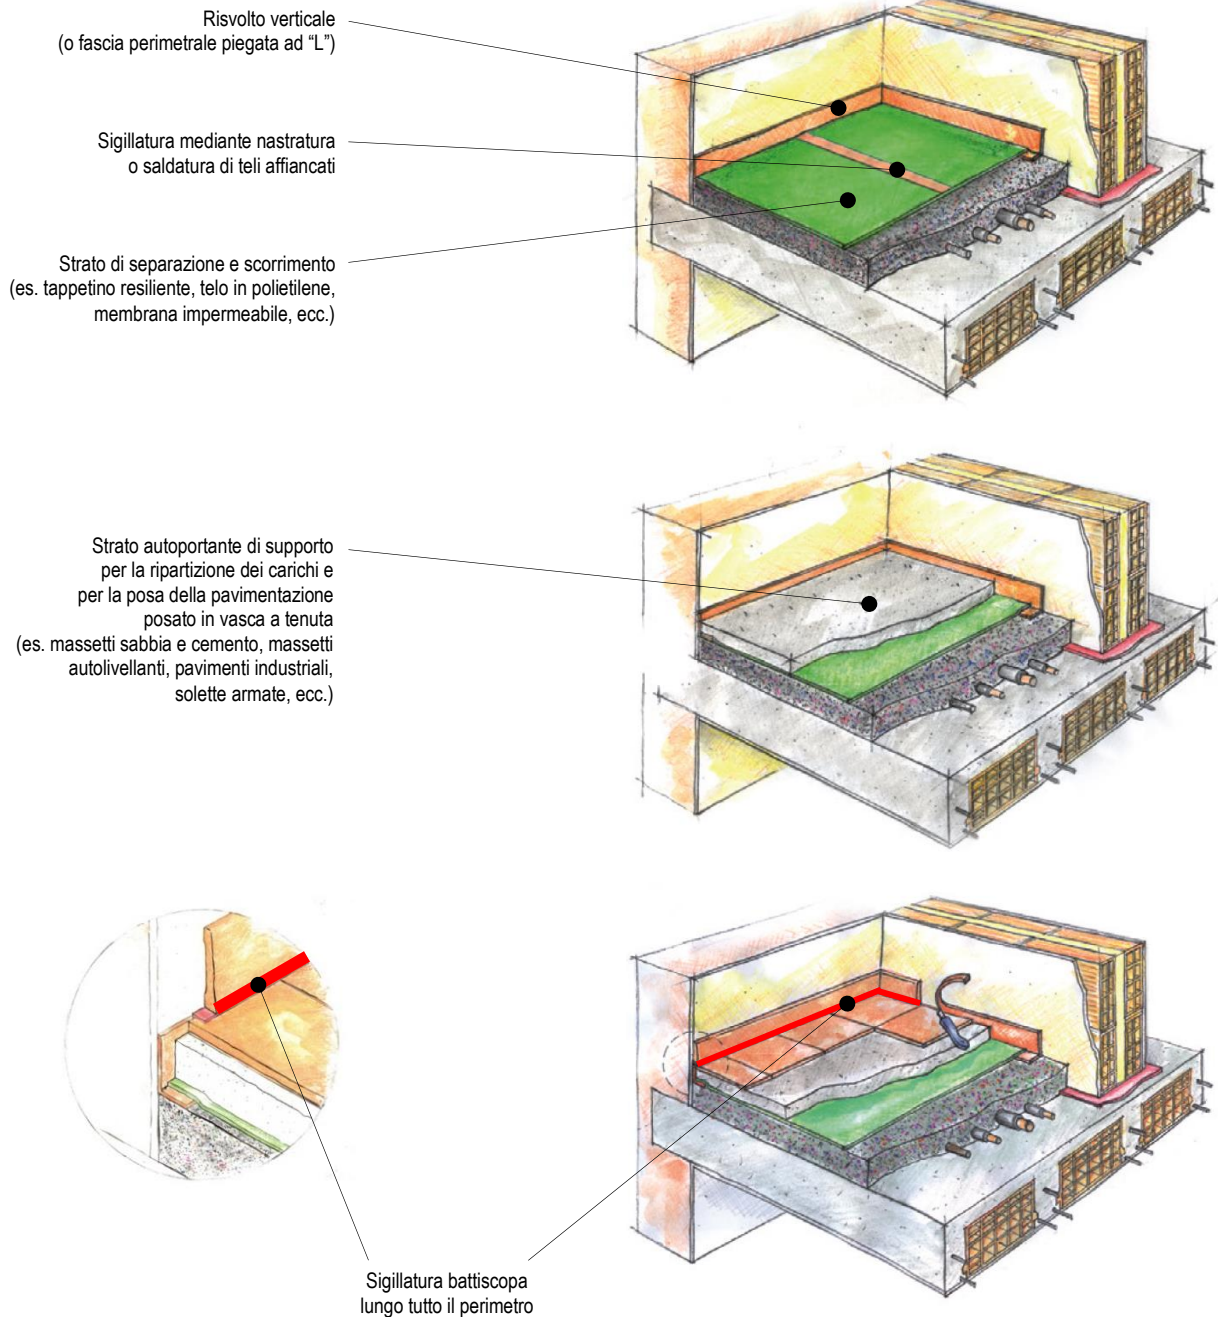 Risvolto verticale
(o fascia perimetrale piegata ad “L”)
Sigillatura mediante nastratura
o saldatura di teli affiancati
Strato di separazione e scorrimento
(es. tappetino resiliente, telo in polietilene,
membrana impermeabile, ecc.)
Strato autoportante di supporto
per la ripartizione dei carichi e
per la posa della pavimentazione
posato in vasca a tenuta
(es. massetti sabbia e cemento, massetti
autolivellanti, pavimenti industriali,
solette armate, ecc.)
Sigillatura battiscopa
lungo tutto il perimetro